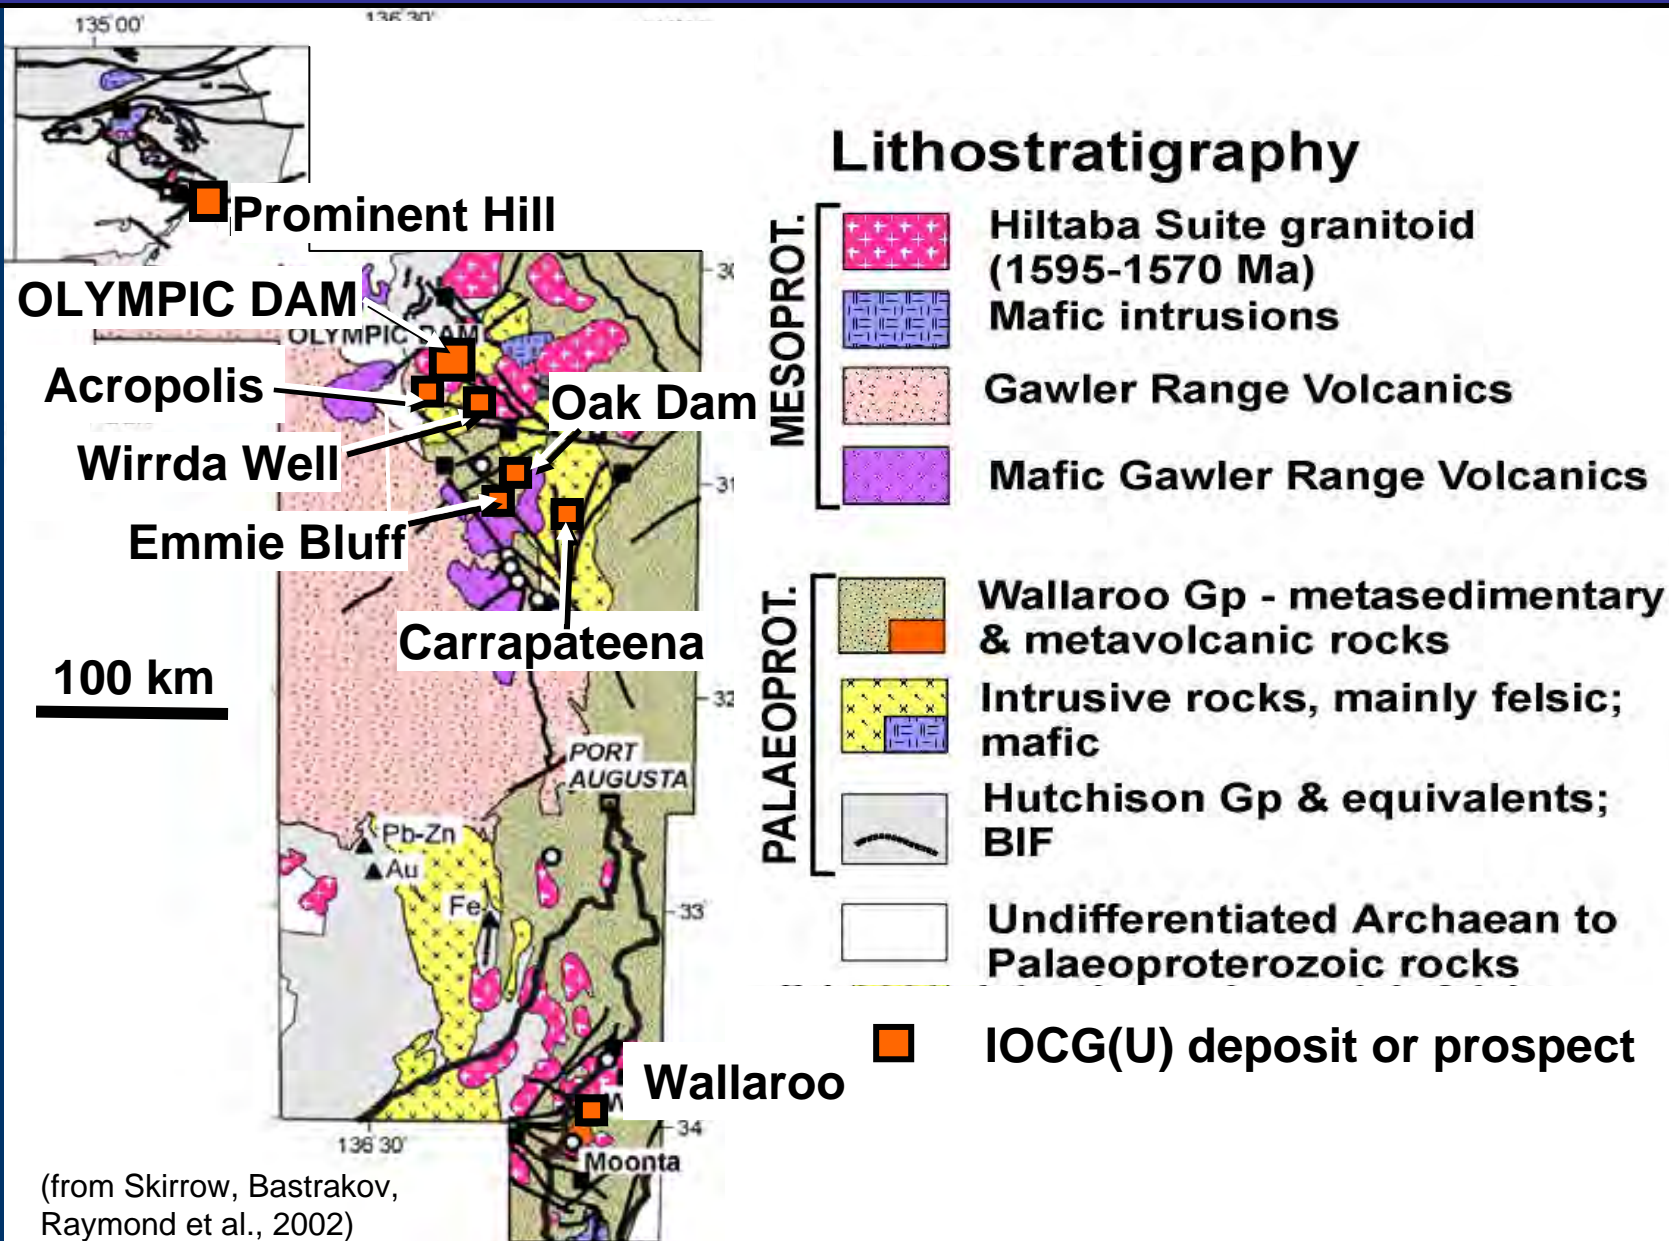 135 00'
136 30'
Prominent Hill
OLYMPIC DAM
OLYMPIC DAM
Acropolis
Oak Dam
Wirrda Well
Emmie Bluff
Carrapateena
100 km
30
31
32
PORT
AUGUSTA
Pb-Zn
Au
Fe
33
Wallaroo
W
34
136 30'
Moonta
(from Skirrow, Bastrakov,
Raymond et al., 2002)
Lithostratigraphy
MESOPROT.
Hiltaba Suite granitoid
(1595-1570 Ma)
Mafic intrusions
Gawler Range Volcanics
Mafic Gawler Range Volcanics
PALAEOPROT.
Wallaroo Gp - metasedimentary
& metavolcanic rocks
Intrusive rocks, mainly felsic;
mafic
Hutchison Gp & equivalents;
BIF
Undifferentiated Archaean to
Palaeoproterozoic rocks
IOCG(U) deposit or prospect